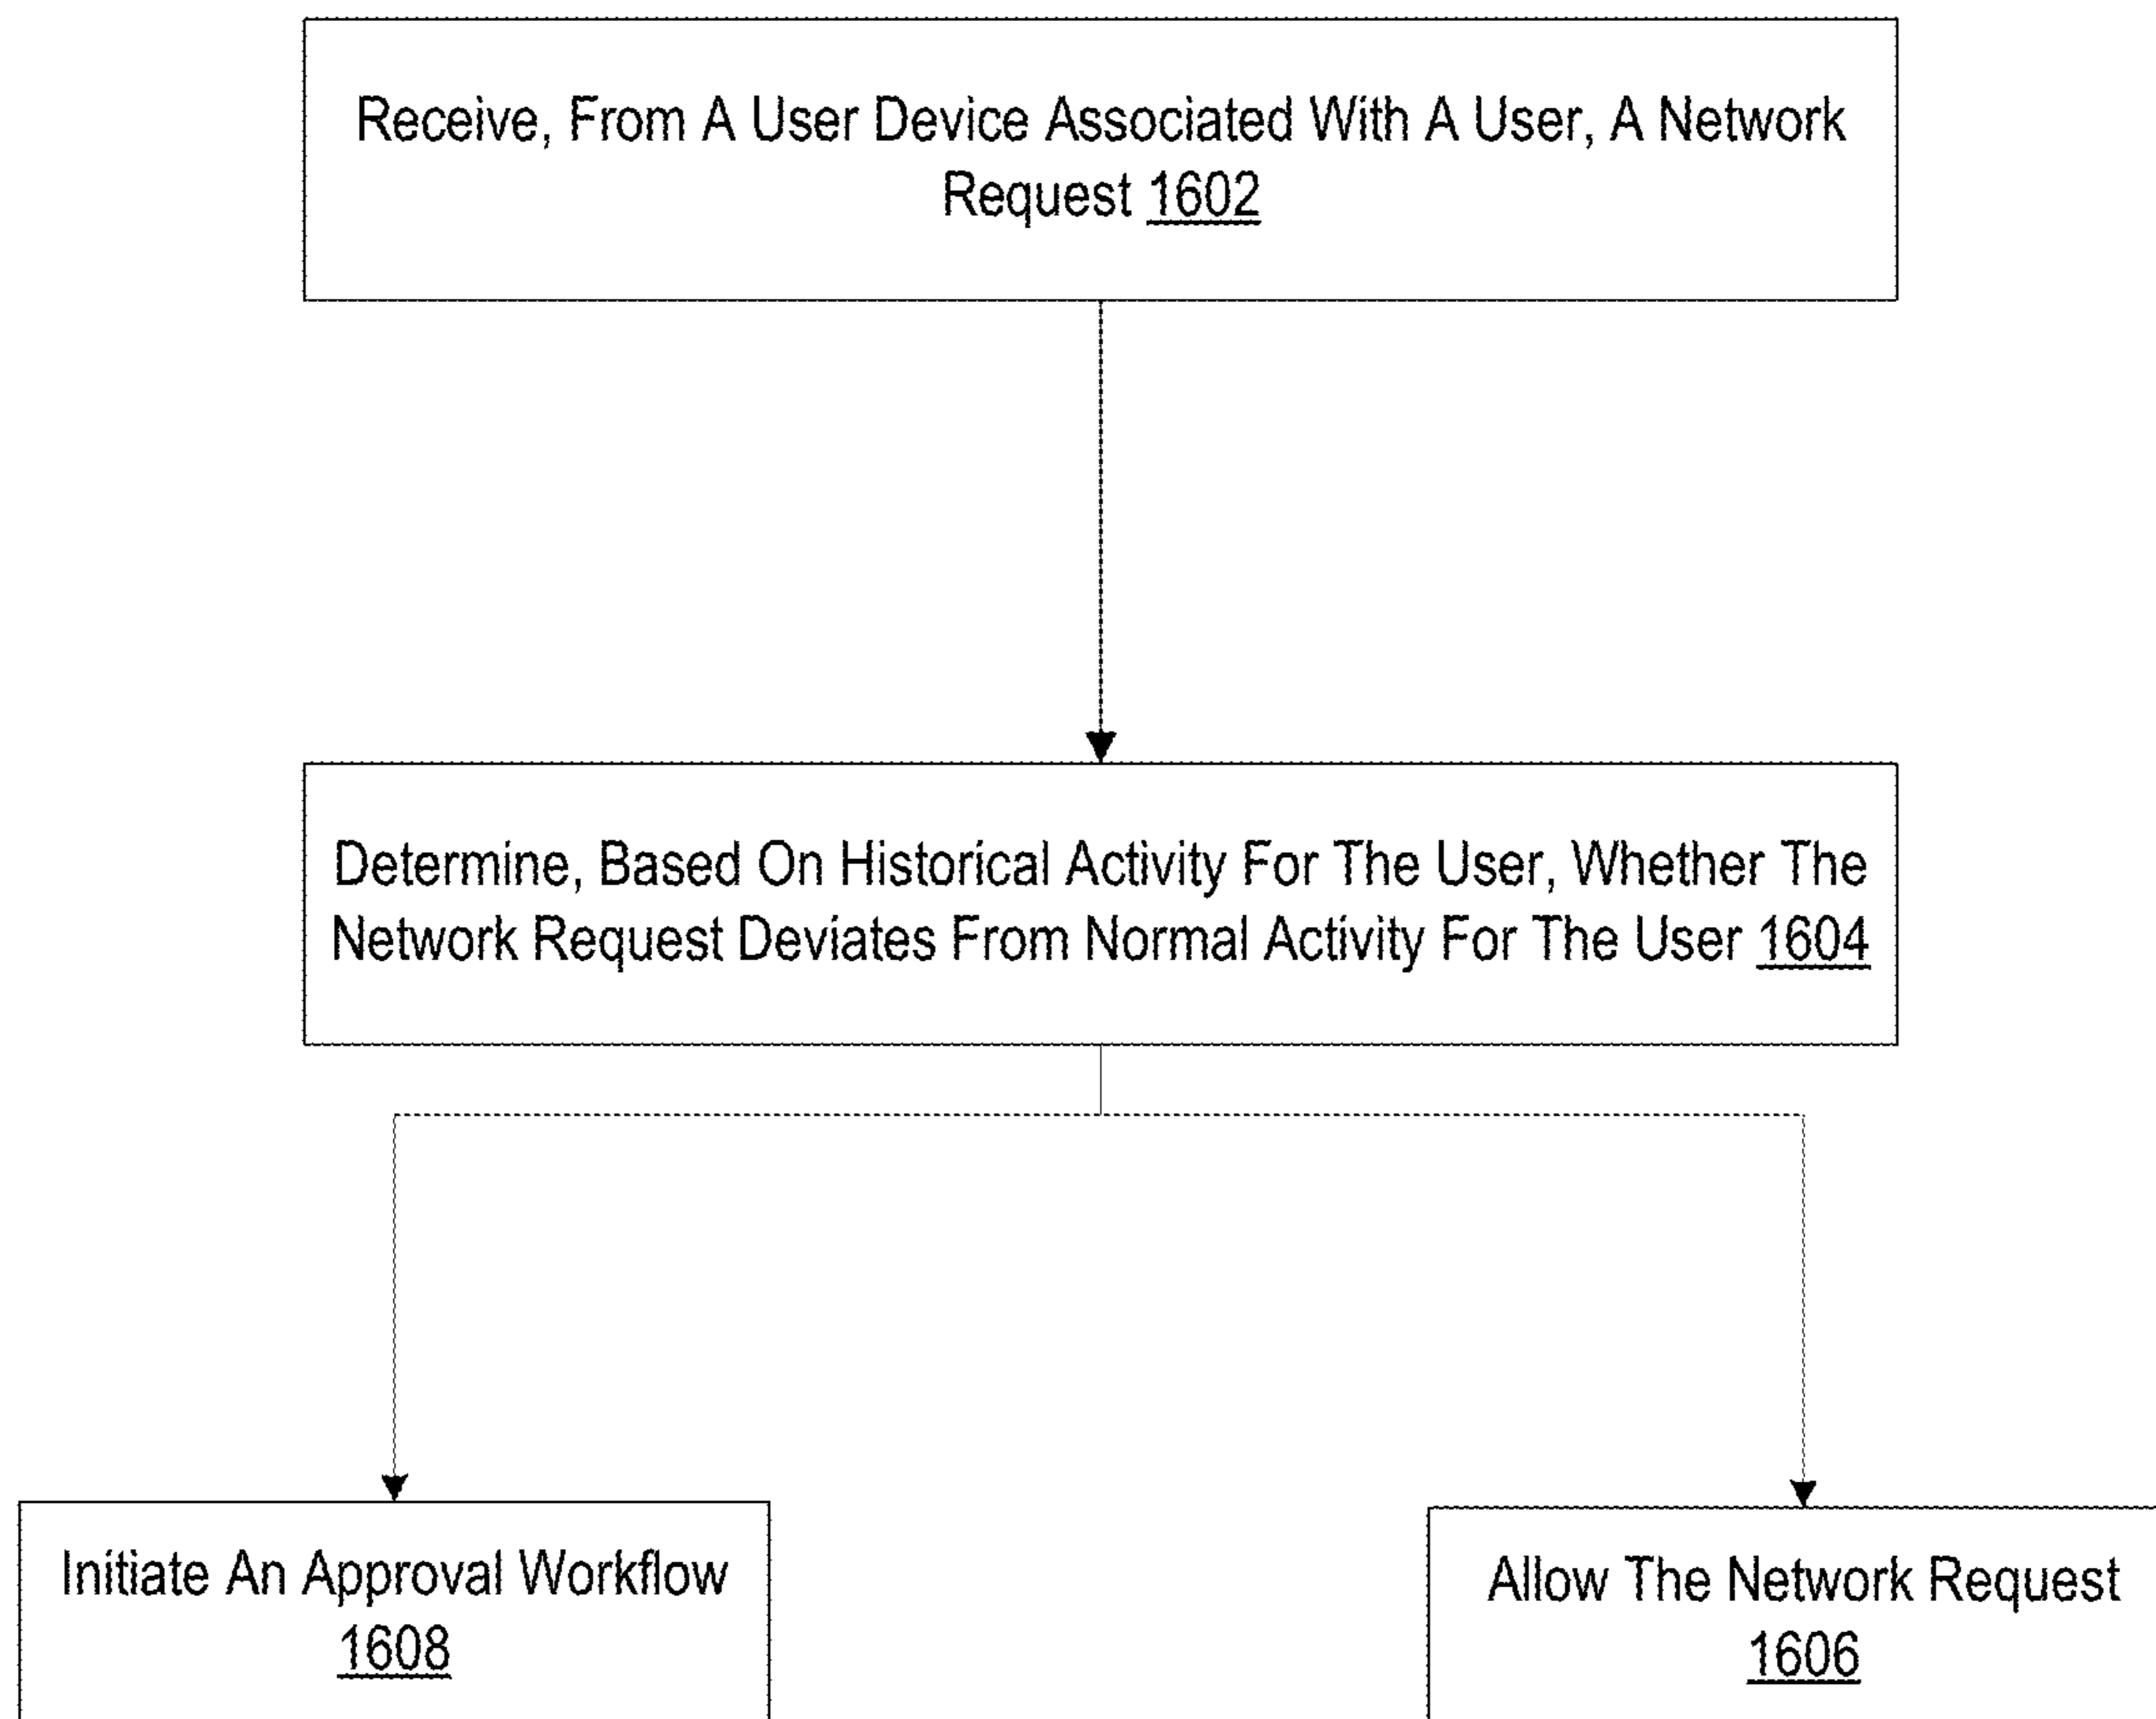 Receive, From A User Device Associated With A User, A Network
Request 1602
Determine, Based On Historical Activity For The User, Whether The
Network Request Deviates From Normal Activity For The User 1604
Initiate An Approval Workflow
1608
Allow The Network Request
1606